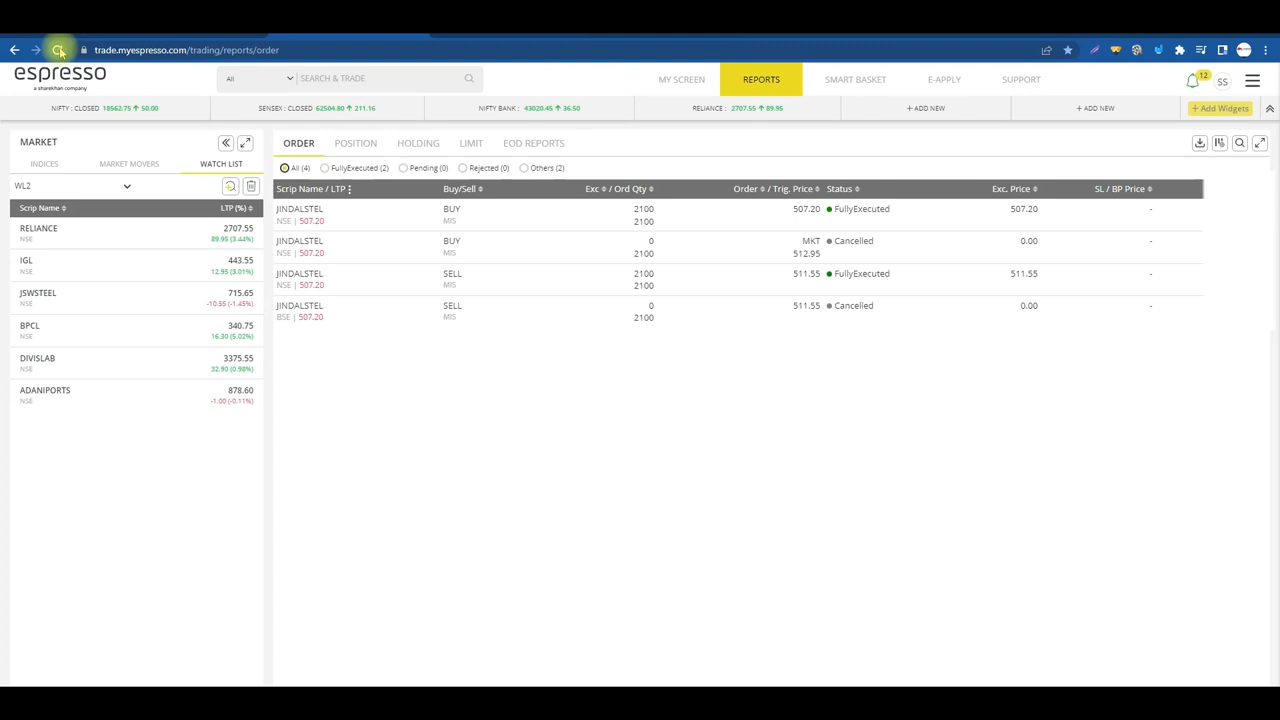 trade.myespresso.com/trading/reports/order
espresso
a sharekhan company
All
SEARCH & TRADE
MY SCREEN
REPORTS
SMART BASKET
E-APPLY
SUPPORT
12
SS
NIFTY : CLOSED 18562.75 ↑ 50.00
SENSEX : CLOSED 62504.80 ↑ 211.16
NIFTY BANK : 43020.45 ↑ 36.50
RELIANCE : 2707.55 ↑ 89.95
+ ADD NEW
+ ADD NEW
+ Add Widgets
MARKET
INDICES
MARKET MOVERS
WATCH LIST
WL2
Scrip Name
LTP (%)
RELIANCE 2707.55
NSE 89.95 (3.44%)
IGL 443.55
NSE 12.95 (3.01%)
JSWSTEEL 715.65
NSE -10.55 (-1.45%)
BPCL 340.75
NSE 16.30 (5.02%)
DIVISLAB 3375.55
NSE 32.90 (0.98%)
ADANIPORTS 878.60
NSE -1.00 (-0.11%)
ORDER POSITION HOLDING LIMIT EOD REPORTS
All (4) FullyExecuted (2) Pending (0) Rejected (0) Others (2)
Scrip Name / LTP Buy/Sell Exc / Ord Qty Order / Trig. Price Status Exc. Price SL / BP Price
JINDALSTEL BUY 2100 507.20 FullyExecuted 507.20 -
NSE | 507.20 MIS 2100
JINDALSTEL BUY 0 MKT Cancelled 0.00 -
NSE | 507.20 MIS 2100 512.95
JINDALSTEL SELL 2100 511.55 FullyExecuted 511.55 -
NSE | 507.20 MIS 2100
JINDALSTEL SELL 0 511.55 Cancelled 0.00 -
BSE | 507.20 MIS 2100